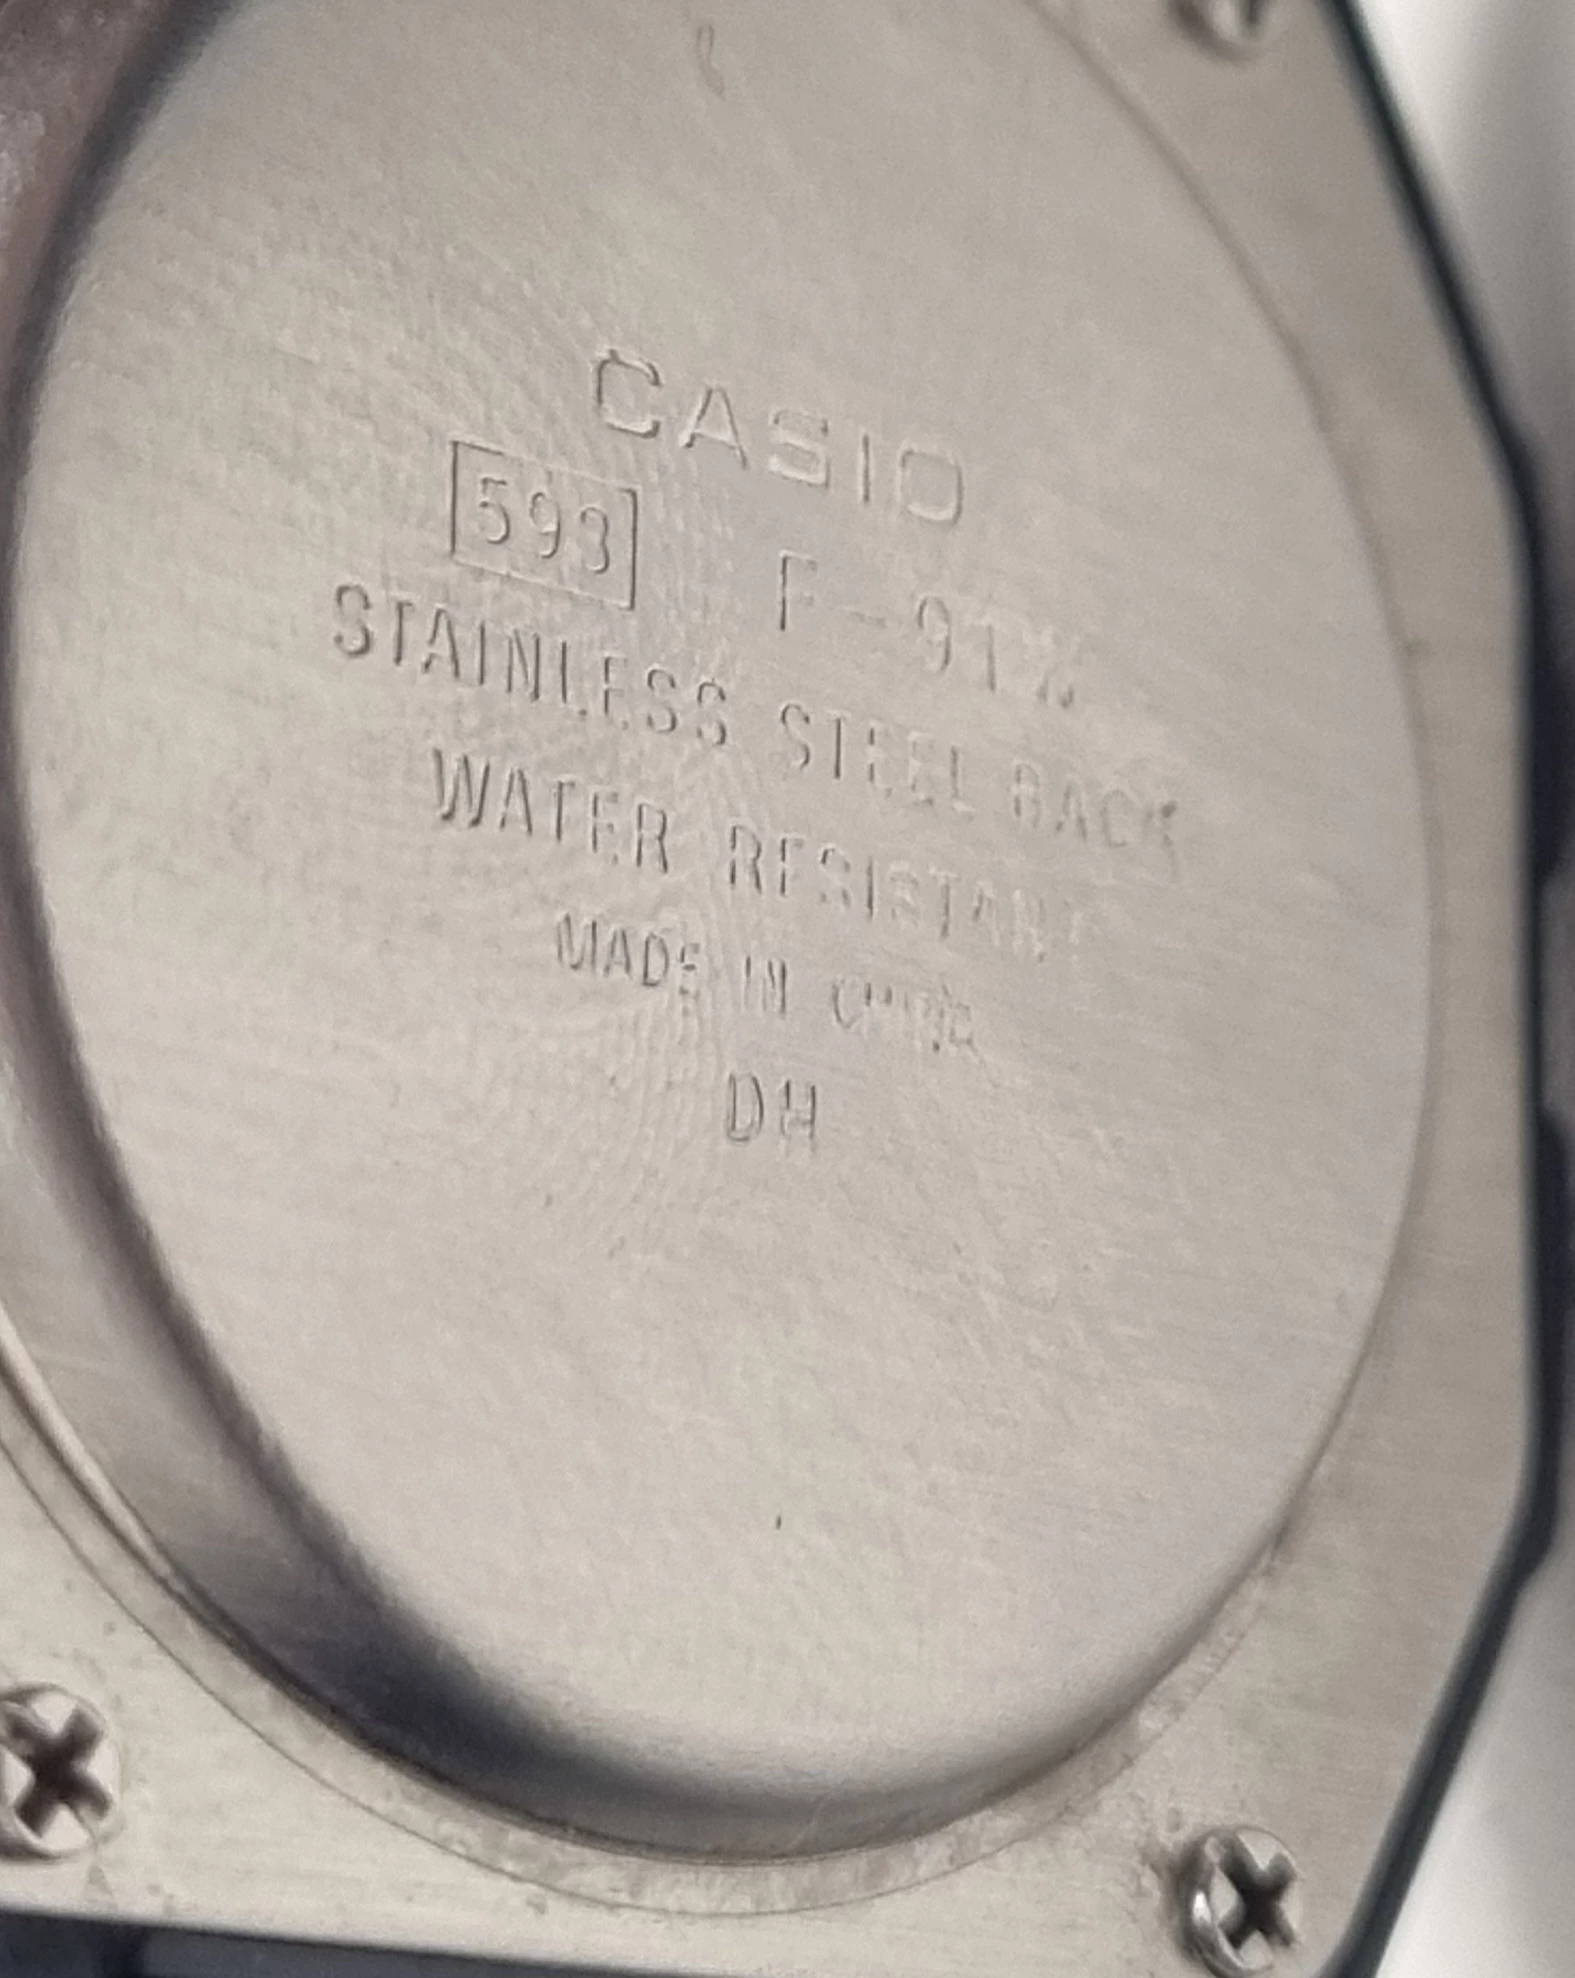 CASIO
593 F-91W
STAINLESS STEEL BACK
WATER RESISTANT
MADE IN CHINA
DH